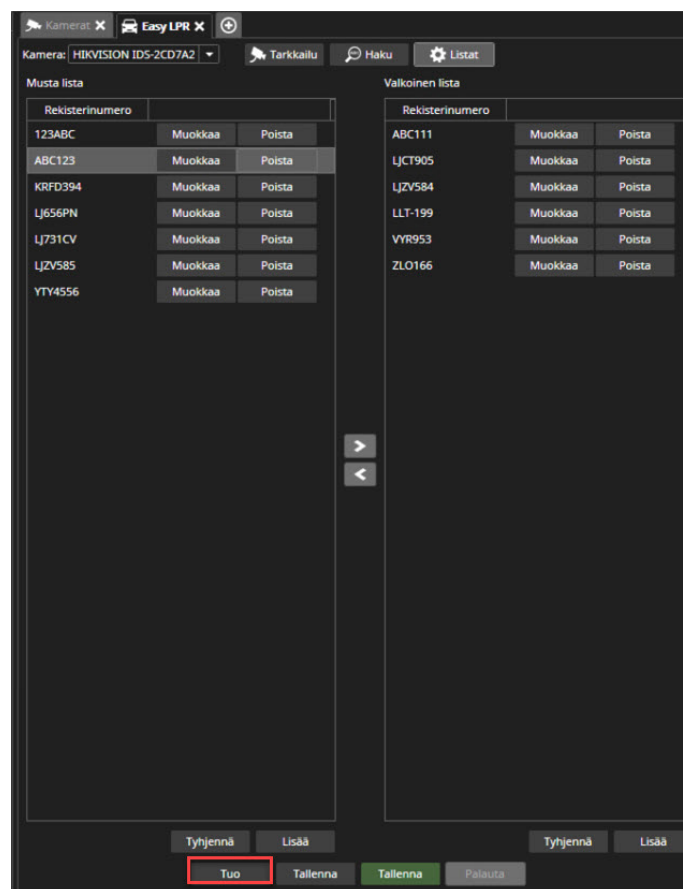 Kamerat Easy LPR
Kamera: HIKVISION IDS-2CD7A2 Tarkkailu Haku Listat
Musta lista Valkoinen lista
Rekisterinumero Rekisterinumero
123ABC Muokkaa Poista ABC111 Muokkaa Poista
ABC123 Muokkaa Poista LJCT905 Muokkaa Poista
KRFD394 Muokkaa Poista LJZV584 Muokkaa Poista
LJ656PN Muokkaa Poista LLT-199 Muokkaa Poista
LJ731CV Muokkaa Poista VYR953 Muokkaa Poista
LJZV585 Muokkaa Poista ZLO166 Muokkaa Poista
YTY4556 Muokkaa Poista
Tyhjennä Lisää Tyhjennä Lisää
Tuo Tallenna Tallenna Palauta